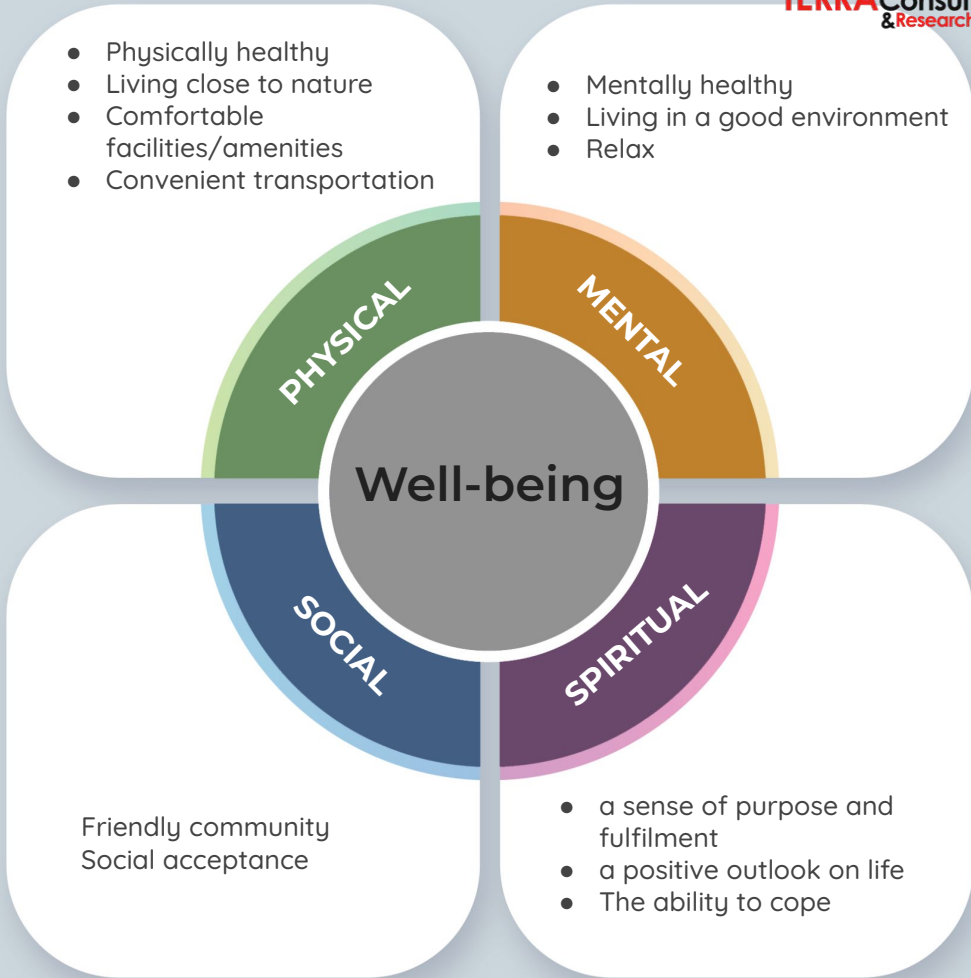 TERRAConsul
&Research
● Physically healthy
● Living close to nature
● Comfortable
facilities/amenities
● Convenient transportation
● Mentally healthy
● Living in a good environment
● Relax
PHYSICAL
MENTAL
Well-being
SOCIAL
SPIRITUAL
Friendly community
Social acceptance
● a sense of purpose and
fulfilment
● a positive outlook on life
● The ability to cope